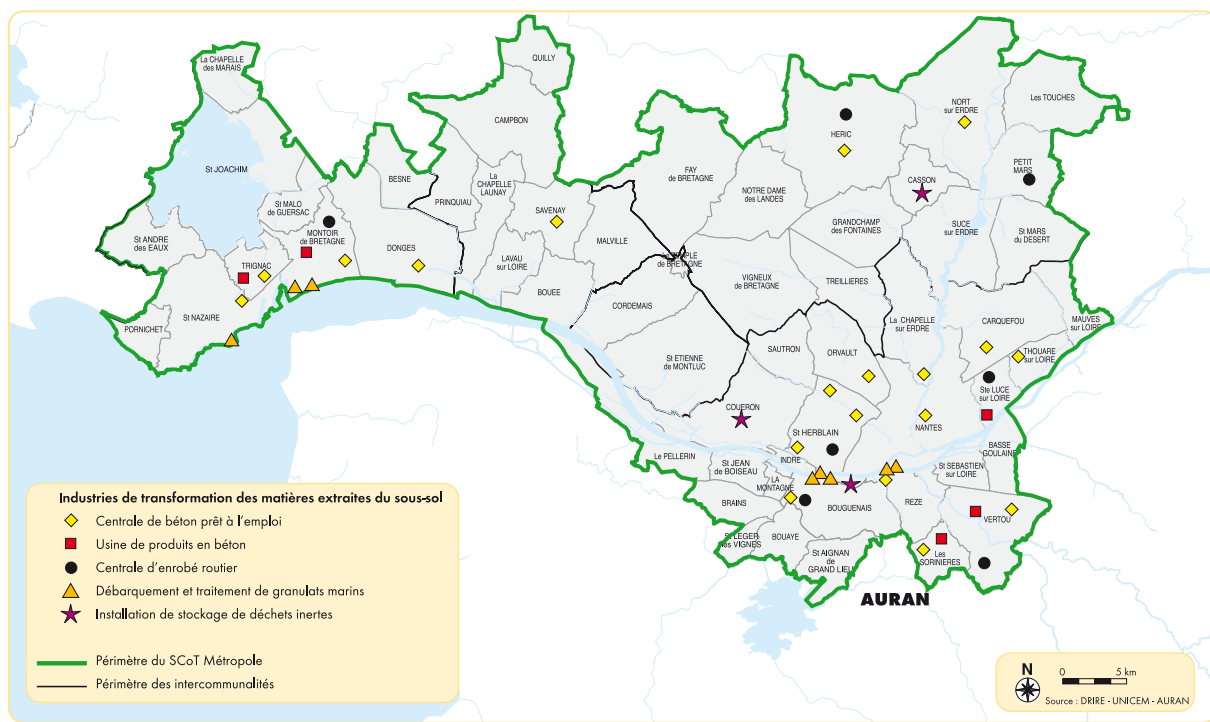 QUILLY
La CHAPELLE
des MARAIS
NORT
sur ERDRE
Les TOUCHES
CAMPBON
HERIC
St JOACHIM
BESNE
LA
CHAPELLE
LAUNAY
FAY
de BRETAGNE
PETIT
MARS
CASSON
NOTRE DAME
des LANDES
St MALO
de GUERSAC
PRINQUIAU
SAVENAY
GRANDCHAMP
des FONTAINES
SUCE
sur ERDRE
St MARS
du DESERT
St ANDRE
des EAUX
MONTOIR
de BRETAGNE
DONGES
MALVILLE
TRIGNAC
LAVAU
sur LOIRE
DE BRETAGNE
VIGNEUX
de BRETAGNE
TREILLIERES
BOUEE
CORDEMAIS
St NAZAIRE
PORNICHET
La CHAPELLE
sur ERDRE
CARQUEFOU
MAUVES
sur LOIRE
SAUTRON
ORVAULT
THOUARE
sur LOIRE
St ETIENNE
de MONTLUC
Ste LUCE
sur LOIRE
COUERON
St HERBLAIN
NANTES
BASSE
GOULAINE
Le PELLERIN
St JEAN
de BOISEAU
INDRE
LA
MONTAGNE
St SEBASTIEN
sur LOIRE
BRAINS
BOUGUENAIS
REZE
VERTOU
St LEGER
les VIGNES
BOUAYE
St AIGNAN
de
GRAND LIEU
Les
SORINIERES
AURAN
Industries de transformation des matières extraites du sous-sol
Centrale de béton prêt à l'emploi
Usine de produits en béton
Centrale d'enrobé routier
Débarquement et traitement de granulats marins
Installation de stockage de déchets inertes
Périmètre du SCoT Métropole
Périmètre des intercommunalités
N
0 5 km
Source : DRIRE - UNICEM - AURAN